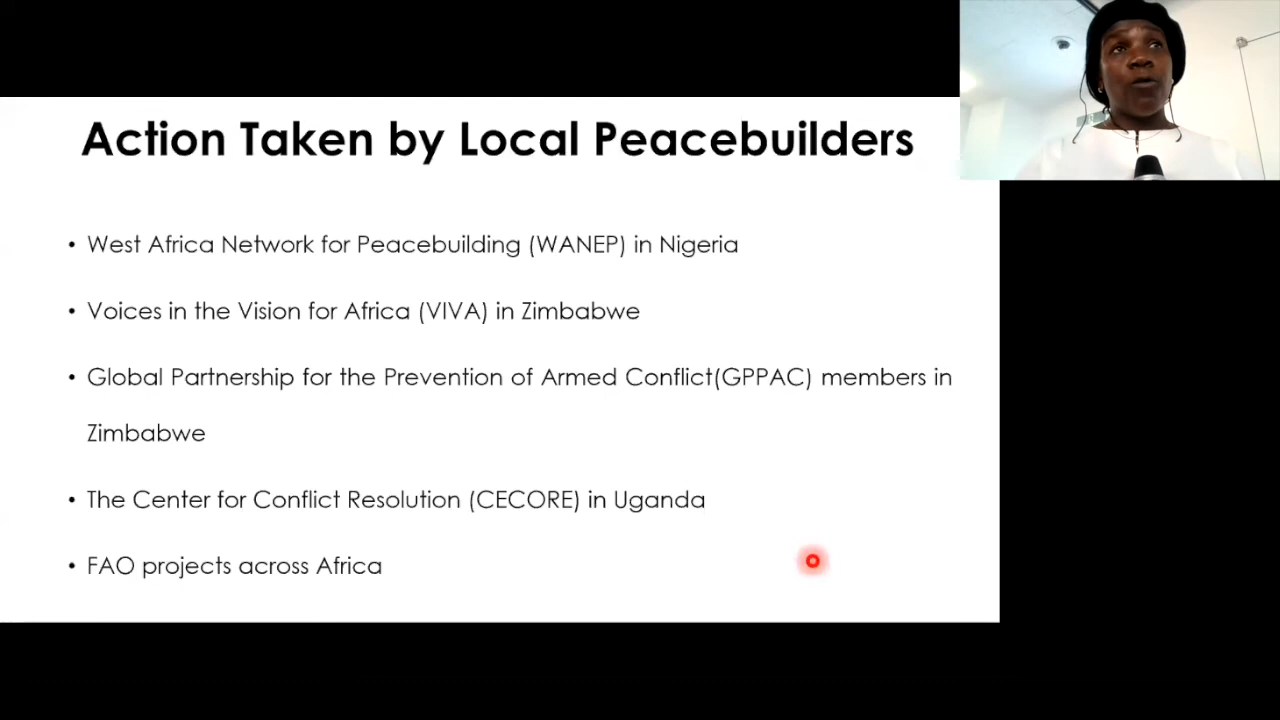 Action Taken by Local Peacebuilders
• West Africa Network for Peacebuilding (WANEP) in Nigeria
• Voices in the Vision for Africa (VIVA) in Zimbabwe
• Global Partnership for the Prevention of Armed Conflict(GPPAC) members in
Zimbabwe
• The Center for Conflict Resolution (CECORE) in Uganda
• FAO projects across Africa